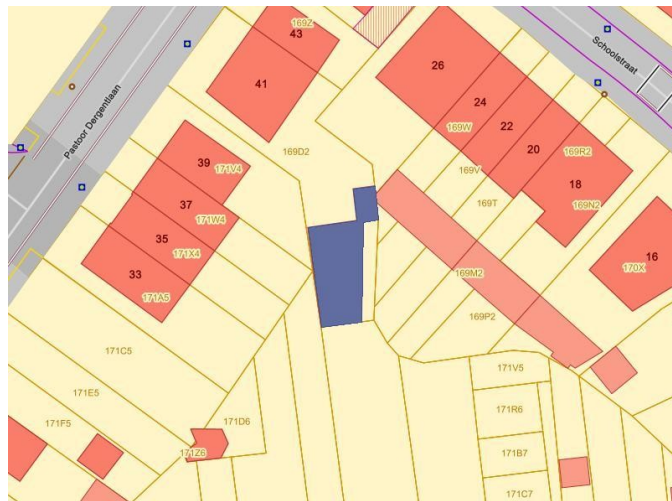 169Z
43
Schoolstraat
Pastoor Dergentlaan
26
41
24
22
169W
20
169R2
169D2
39
171V4
169V
18
37
169T
169N2
171W4
35
171X4
16
170X
33
171A5
169M2
169P2
171C5
171V5
171E5
171R6
171F5
171D6
171Z6
171B7
171C7